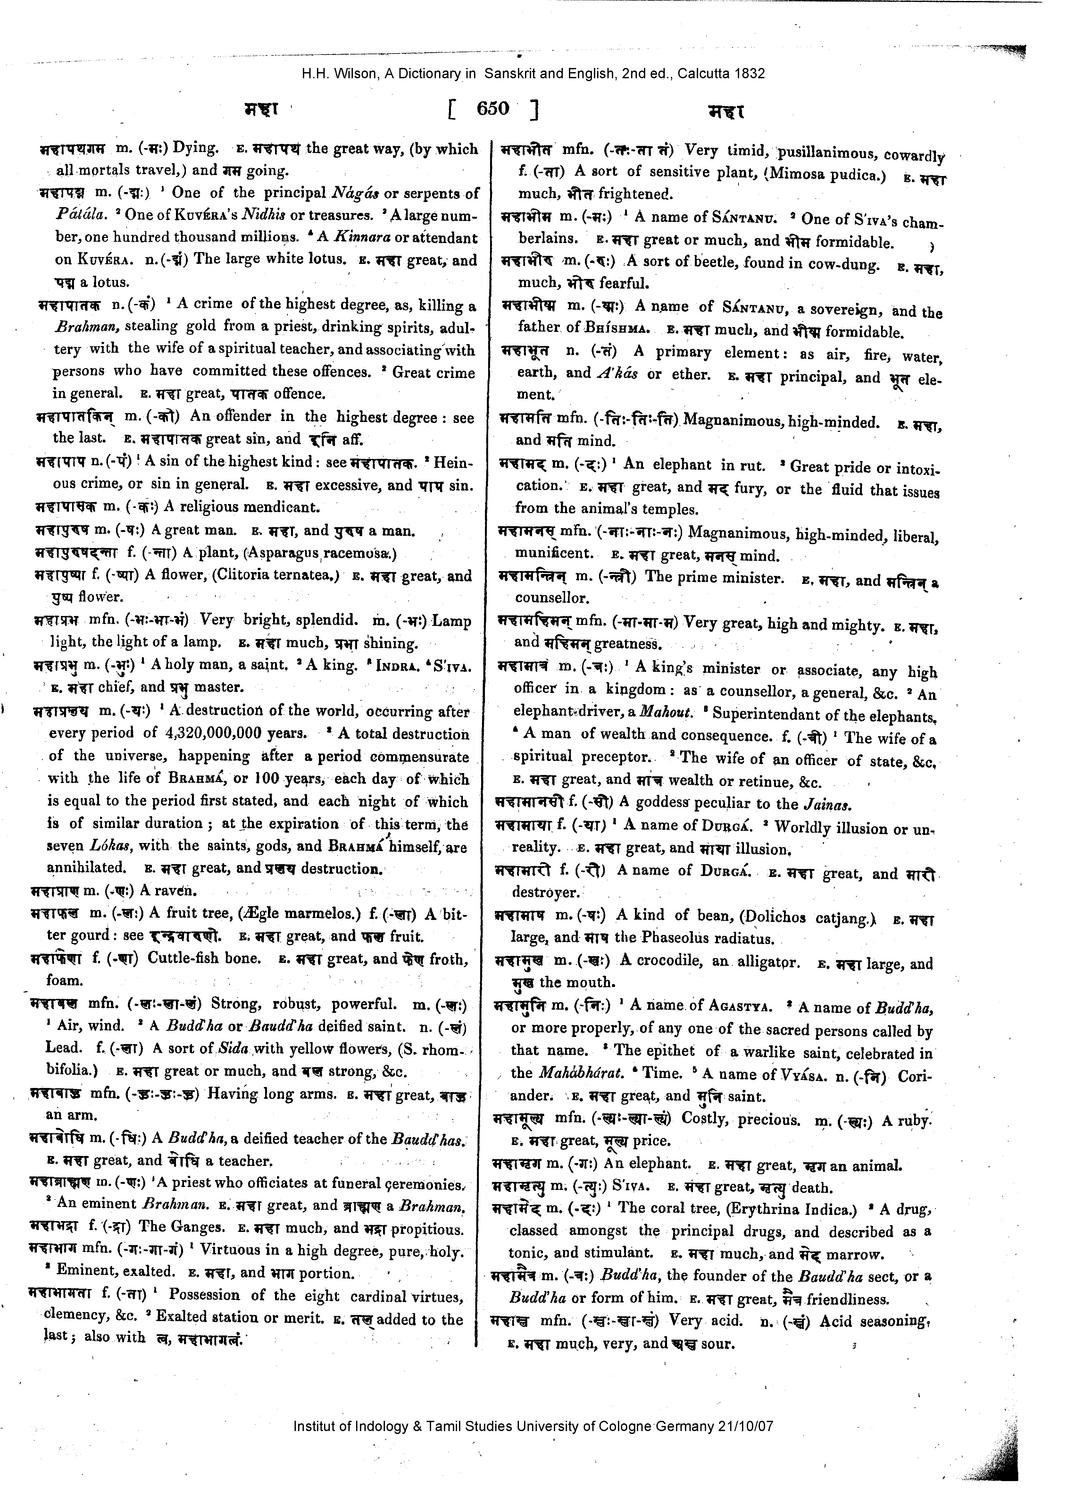 H.H. Wilson, A Dictionary in Sanskrit and English, 2nd ed., Calcutta 1832
महा [ 650 ] महा
महापथगम m. (-मः) Dying. E. महापथ the great way, (by which
all mortals travel,) and गम going.
महापद्म m. (-द्मः) ¹ One of the principal Nágás or serpents of
Pátála. ² One of KUVÉRA's Nidhis or treasures. ³ A large num-
ber, one hundred thousand millions. ⁴ A Kinnara or attendant
on KUVÉRA. n. (-द्मं) The large white lotus. E. महा great, and
पद्म a lotus.
महापातक n. (-कं) ¹ A crime of the highest degree, as, killing a
Brahman, stealing gold from a priest, drinking spirits, adul-
tery with the wife of a spiritual teacher, and associating with
persons who have committed these offences. ² Great crime
in general. E. महा great, पातक offence.
महापातकिन् m. (-की) An offender in the highest degree : see
the last. E. महापातक great sin, and इनि aff.
महापाप n. (-पं) ¹ A sin of the highest kind : see महापातक. ² Hein-
ous crime, or sin in general. E. महा excessive, and पाप sin.
महापासक m. (-कः) A religious mendicant.
महापुरुष m. (-षः) A great man. E. महा, and पुरुष a man.
महापुरुषदन्ता f. (-न्ता) A plant, (Asparagus racemosa.)
महापुष्पा f. (-ष्पा) A flower, (Clitoria ternatea.) E. महा great, and
पुष्प flower.
महाप्रभ mfn. (-भः-भा-भं) Very bright, splendid. m. (-भः) Lamp
light, the light of a lamp. E. महा much, प्रभा shining.
महाप्रभु m. (-भुः) ¹ A holy man, a saint. ² A king. ³ INDRA. ⁴ S'IVA.
E. महा chief, and प्रभु master.
महाप्रलय m. (-यः) ¹ A destruction of the world, occurring after
every period of 4,320,000,000 years. ² A total destruction
of the universe, happening after a period commensurate
with the life of BRAHMÁ, or 100 years, each day of which
is equal to the period first stated, and each night of which
is of similar duration ; at the expiration of this term, the
seven Lókas, with the saints, gods, and BRAHMÁ himself, are
annihilated. E. महा great, and प्रलय destruction.
महाप्राण m. (-णः) A raven.
महाफल m. (-लः) A fruit tree, (Ægle marmelos.) f. (-ला) A bit-
ter gourd : see इन्द्रवारुणी. E. महा great, and फल fruit.
महाफेणा f. (-णा) Cuttle-fish bone. E. महा great, and फेण froth,
foam.
महाबल mfn. (-लः-ला-लं) Strong, robust, powerful. m. (-लः)
¹ Air, wind. ² A Budd'ha or Baudd'ha deified saint. n. (-लं)
Lead. f. (-ला) A sort of Sida with yellow flowers, (S. rhom-
bifolia.) E. महा great or much, and बल strong, &c.
महाबाहु mfn. (-हुः-हुः-हु) Having long arms. E. महा great, बाहु
an arm.
महाबोधि m. (-धिः) A Budd'ha, a deified teacher of the Baudd'has.
E. महा great, and बोधि a teacher.
महाब्राह्मण m. (-णः) ¹ A priest who officiates at funeral ceremonies.
² An eminent Brahman. E. महा great, and ब्राह्मण a Brahman.
महाभद्रा f. (-द्रा) The Ganges. E. महा much, and भद्रा propitious.
महाभाग mfn. (-गः-गा-गं) ¹ Virtuous in a high degree, pure, holy.
² Eminent, exalted. E. महा, and भाग portion.
महाभागता f. (-ता) ¹ Possession of the eight cardinal virtues,
clemency, &c. ² Exalted station or merit. E. तल् added to the
last ; also with त्व, महाभागत्वं.
महाभीत mfn. (-तः-ता-तं) Very timid, pusillanimous, cowardly
f. (-ता) A sort of sensitive plant, (Mimosa pudica.) E. महा
much, भीत frightened.
महाभीम m. (-मः) ¹ A name of SÁNTANU. ² One of S'IVA's cham-
berlains. E. महा great or much, and भीम formidable.
महाभीरु m. (-रुः) A sort of beetle, found in cow-dung. E. महा,
much, भीरु fearful.
महाभीष्म m. (-ष्मः) A name of SÁNTANU, a sovereign, and the
father of BHÍSHMA. E. महा much, and भीष्म formidable.
महाभूत n. (-तं) A primary element : as air, fire, water,
earth, and A'kás or ether. E. महा principal, and भूत ele-
ment.
महामति mfn. (-तिः-तिः-ति) Magnanimous, high-minded. E. महा,
and मति mind.
महामद m. (-दः) ¹ An elephant in rut. ² Great pride or intoxi-
cation. E. महा great, and मद fury, or the fluid that issues
from the animal's temples.
महामनस् mfn. (-नाः-नाः-नः) Magnanimous, high-minded, liberal,
munificent. E. महा great, मनस् mind.
महामन्त्रिन् m. (-न्त्री) The prime minister. E. महा, and मन्त्रिन् a
counsellor.
महामहिमन् mfn. (-मा-मा-म) Very great, high and mighty. E. महा,
and महिमन् greatness.
महामात्र m. (-त्रः) ¹ A king's minister or associate, any high
officer in a kingdom : as a counsellor, a general, &c. ² An
elephant-driver, a Mahout. ³ Superintendant of the elephants,
⁴ A man of wealth and consequence. f. (-त्री) ¹ The wife of a
spiritual preceptor. ² The wife of an officer of state, &c,
E. महा great, and मात्र wealth or retinue, &c.
महामानसी f. (-सी) A goddess peculiar to the Jainas.
महामाया f. (-या) ¹ A name of DURGÁ. ² Worldly illusion or un-
reality. E. महा great, and माया illusion.
महामारी f. (-री) A name of DURGÁ. E. महा great, and मारी
destroyer.
महामाष m. (-षः) A kind of bean, (Dolichos catjang.) E. महा
large, and माष the Phaseolus radiatus.
महामुख m. (-खः) A crocodile, an alligator. E. महा large, and
मुख the mouth.
महामुनि m. (-निः) ¹ A name of AGASTYA. ² A name of Budd'ha,
or more properly, of any one of the sacred persons called by
that name. ³ The epithet of a warlike saint, celebrated in
the Mahábhárat. ⁴ Time. ⁵ A name of VYÁSA. n. (-नि) Cori-
ander. E. महा great, and मुनि saint.
महामूल्य mfn. (-ल्यः-ल्या-ल्यं) Costly, precious. m. (-ल्यः) A ruby.
E. महा great, मूल्य price.
महामृग m. (-गः) An elephant. E. महा great, मृग an animal.
महामृत्यु m. (-त्युः) S'IVA. E. महा great, मृत्यु death.
महामेद m. (-दः) ¹ The coral tree, (Erythrina Indica.) ² A drug,
classed amongst the principal drugs, and described as a
tonic, and stimulant. E. महा much, and मेद marrow.
महामैत्र m. (-त्रः) Budd'ha, the founder of the Baudd'ha sect, or a
Budd'ha or form of him. E. महा great, मैत्र friendliness.
महाम्ल mfn. (-म्लः-म्ला-म्लं) Very acid. n. (-म्लं) Acid seasoning.
E. महा much, very, and अम्ल sour.
Institut of Indology & Tamil Studies University of Cologne Germany 21/10/07